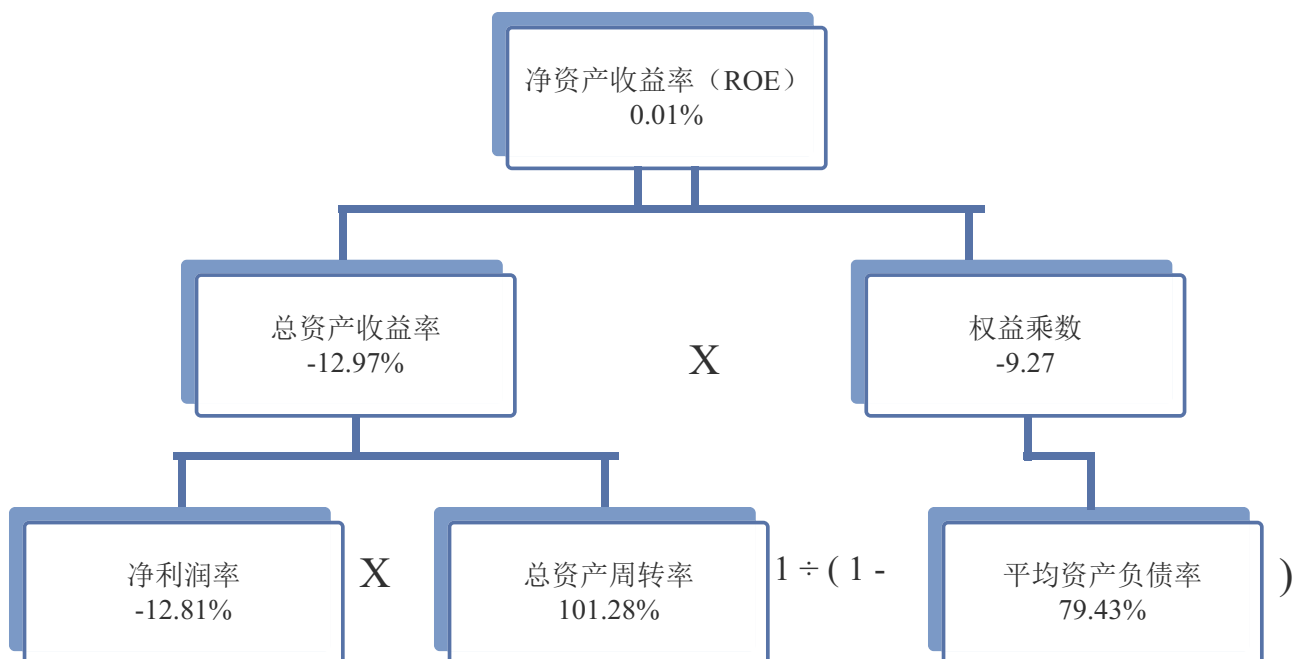 净资产收益率（ROE）
0.01%
总资产收益率
-12.97%
X
权益乘数
-9.27
净利润率
-12.81%
X
总资产周转率
101.28%
1 ÷ ( 1 -
平均资产负债率
79.43%
)